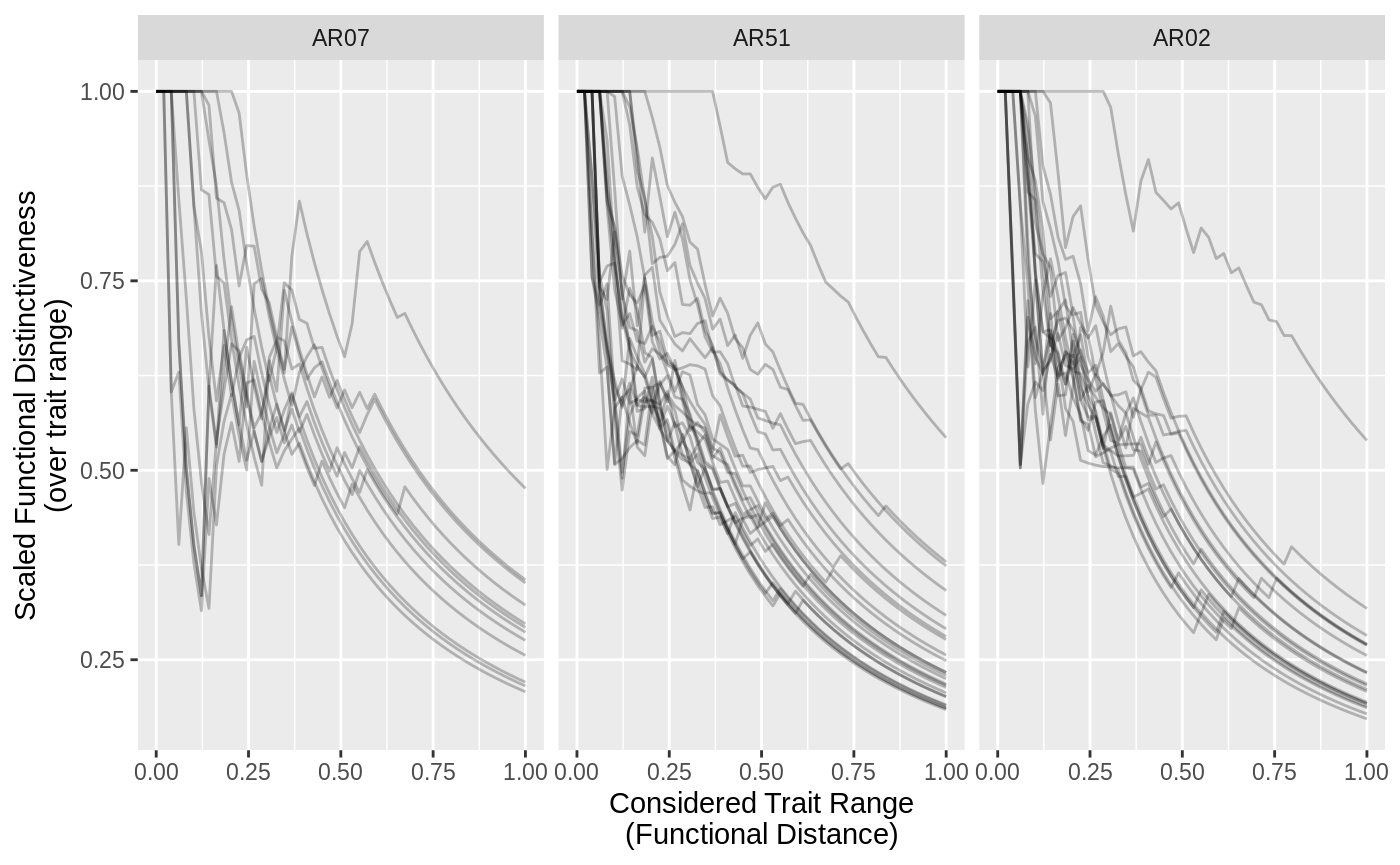 AR07 AR51 AR02
Scaled Functional Distinctiveness
(over trait range)
1.00
0.75
0.50
0.25
0.00 0.25 0.50 0.75 1.00 0.00 0.25 0.50 0.75 1.00 0.00 0.25 0.50 0.75 1.00
Considered Trait Range
(Functional Distance)